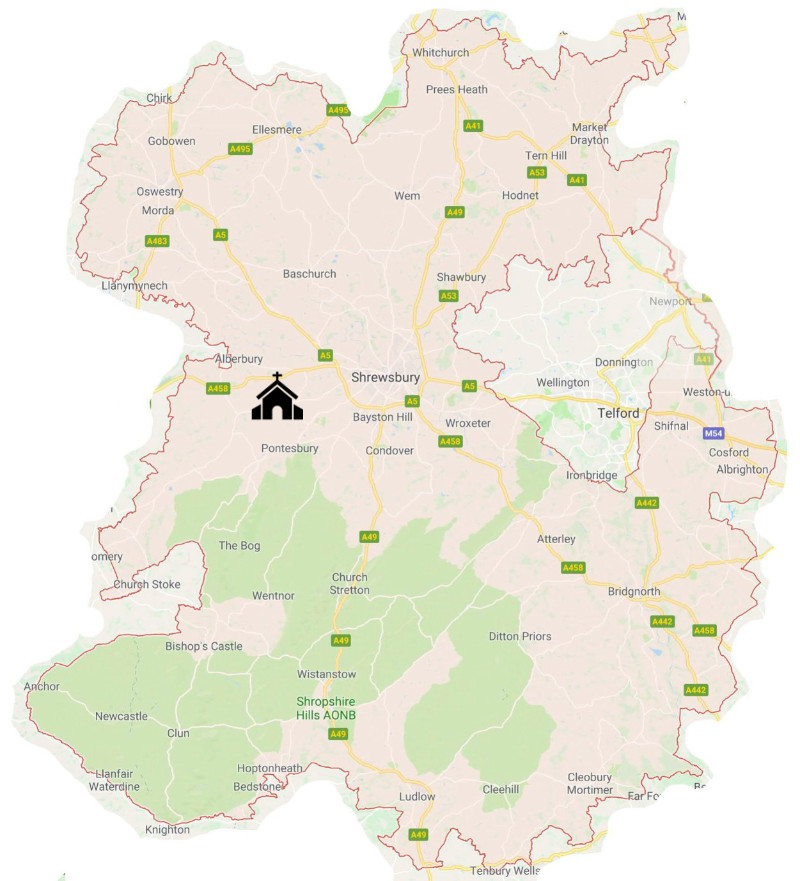 M
Whitchurch
Prees Heath
Chirk
A495
Ellesmere
A41
Market
Drayton
Gobowen
A495
Tern Hill
A53
A41
Oswestry
Wem
Hodnet
Morda
A49
A5
A483
Baschurch
Shawbury
Llanymynech
A53
Newport
Alderbury
A5
A41
Donnington
Shrewsbury
A458
A5
Wellington
Weston-u
A5
Telford
Bayston Hill
Wroxeter
Shifnal
M54
A458
Pontesbury
Condover
Cosford
Albrighton
Ironbridge
A442
A49
Atterley
The Bog
omery
A458
Church Stoke
Church
Stretton
Wentnor
Bridgnorth
A442
A458
Ditton Priors
A49
Bishop's Castle
Wistanstow
Anchor
A442
Shropshire
Hills AONB
Newcastle
Clun
A49
Hoptonheath
Llanfair
Waterdine
Bedstone
Cleobury
Mortimer
Cleehill
Ludlow
Far Fo
Knighton
A49
Tenbury Wells